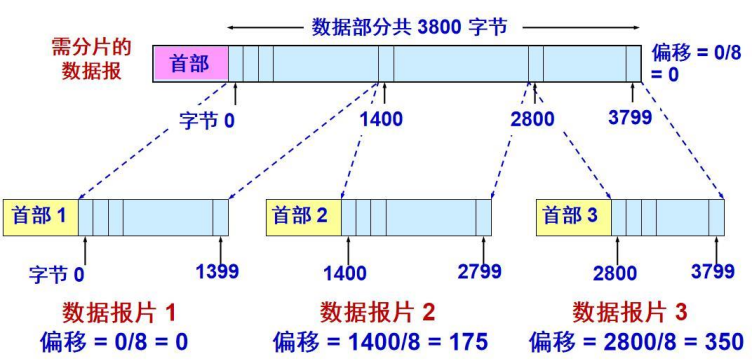 数据部分共 3800 字节
需分片的
数据报
首部
偏移 = 0/8
= 0
字节 0
1400
2800
3799
首部 1
首部 2
首部 3
字节 0
1399
1400
2799
2800
3799
数据报片 1
数据报片 2
数据报片 3
偏移 = 0/8 = 0
偏移 = 1400/8 = 175
偏移 = 2800/8 = 350